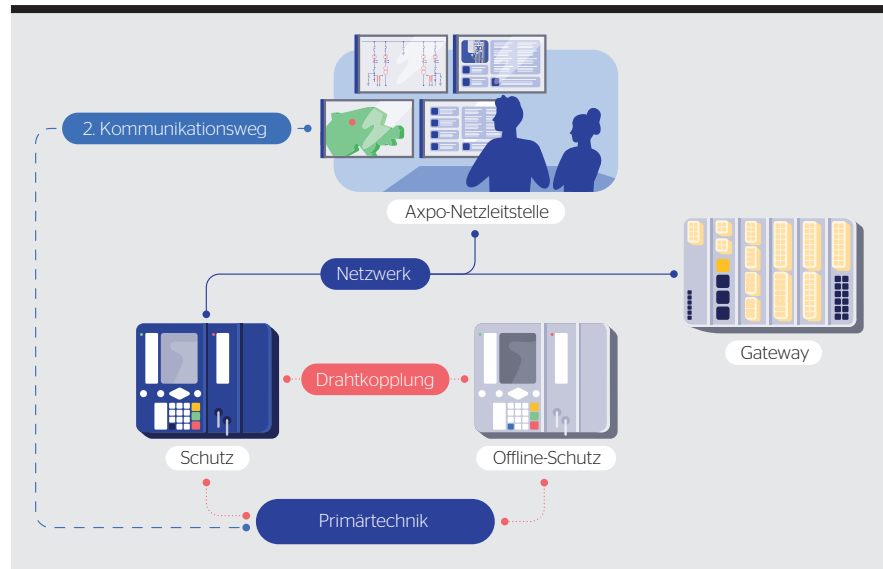 2. Kommunikationsweg
Axpo-Netzleitstelle
Netzwerk
Gateway
Drahtkopplung
Schutz
Offline-Schutz
Primärtechnik